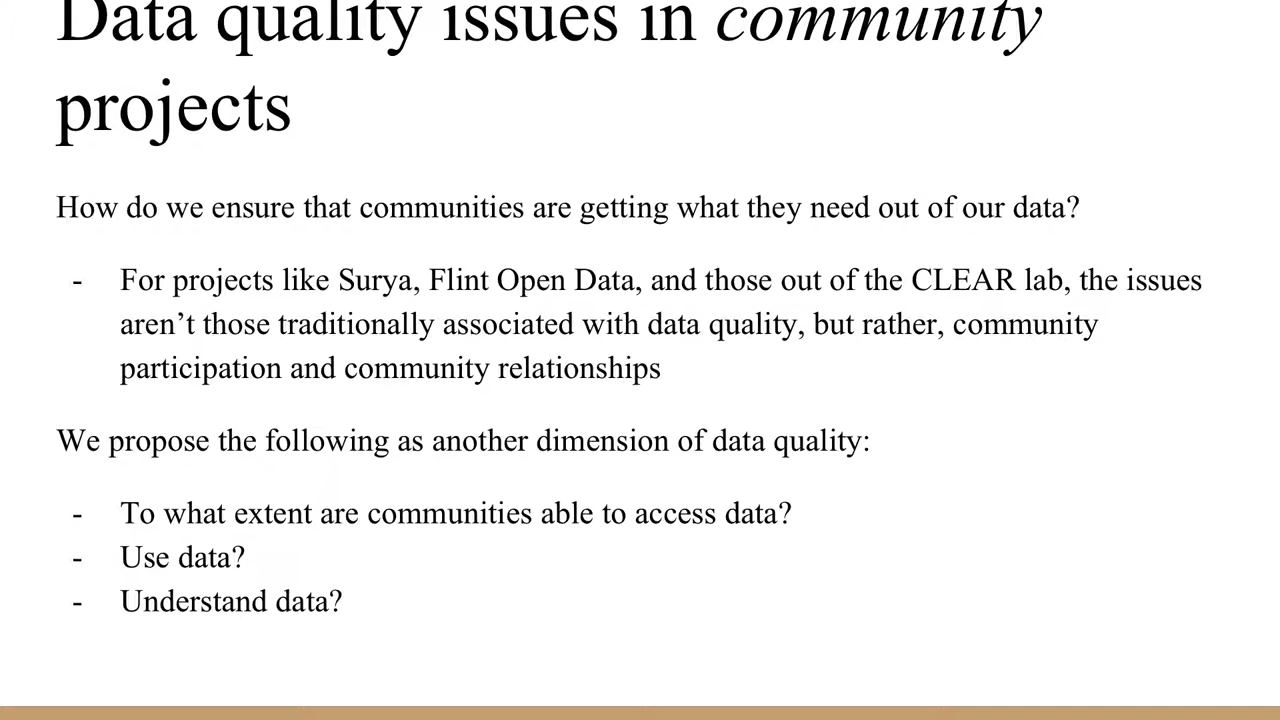 Data quality issues in community
projects
How do we ensure that communities are getting what they need out of our data?
- For projects like Surya, Flint Open Data, and those out of the CLEAR lab, the issues
aren’t those traditionally associated with data quality, but rather, community
participation and community relationships
We propose the following as another dimension of data quality:
- To what extent are communities able to access data?
- Use data?
- Understand data?